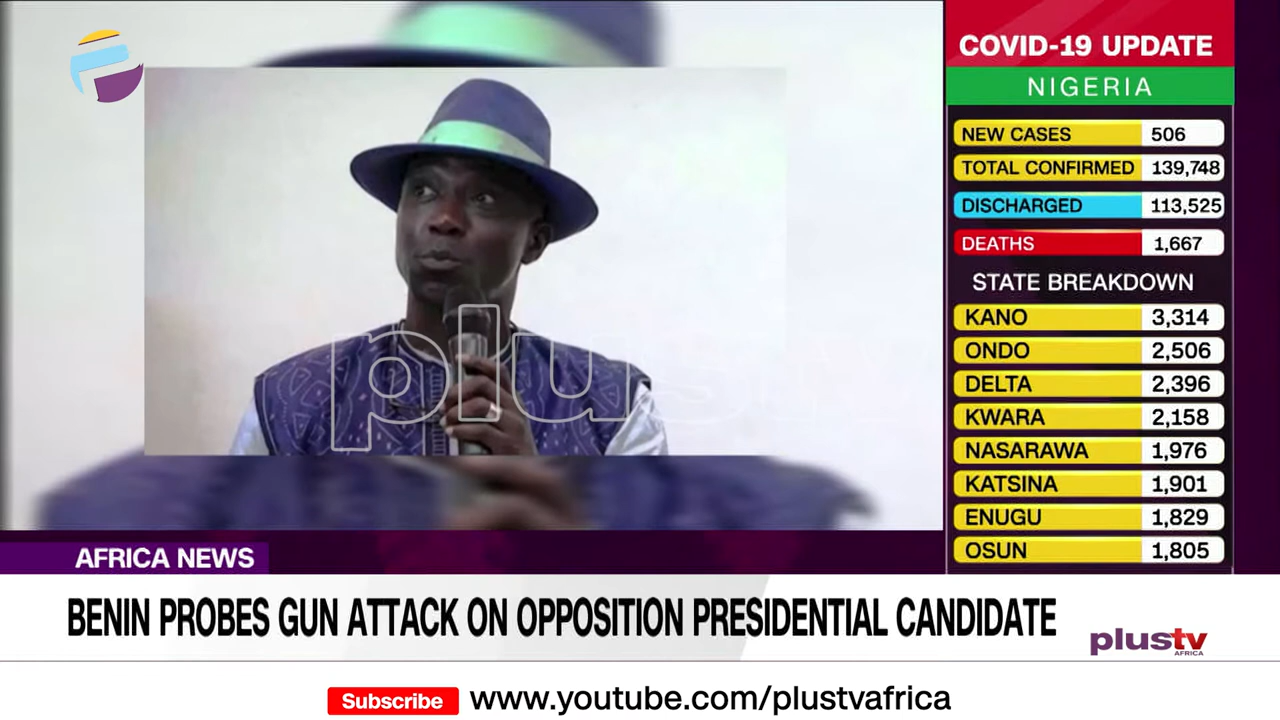 COVID-19 UPDATE
NIGERIA
NEW CASES 506
TOTAL CONFIRMED 139,748
DISCHARGED 113,525
DEATHS 1,667
STATE BREAKDOWN
KANO 3,314
ONDO 2,506
DELTA 2,396
KWARA 2,158
NASARAWA 1,976
KATSINA 1,901
ENUGU 1,829
OSUN 1,805
plustv
AFRICA NEWS
BENIN PROBES GUN ATTACK ON OPPOSITION PRESIDENTIAL CANDIDATE
plustv
AFRICA
Subscribe www.youtube.com/plustvafrica